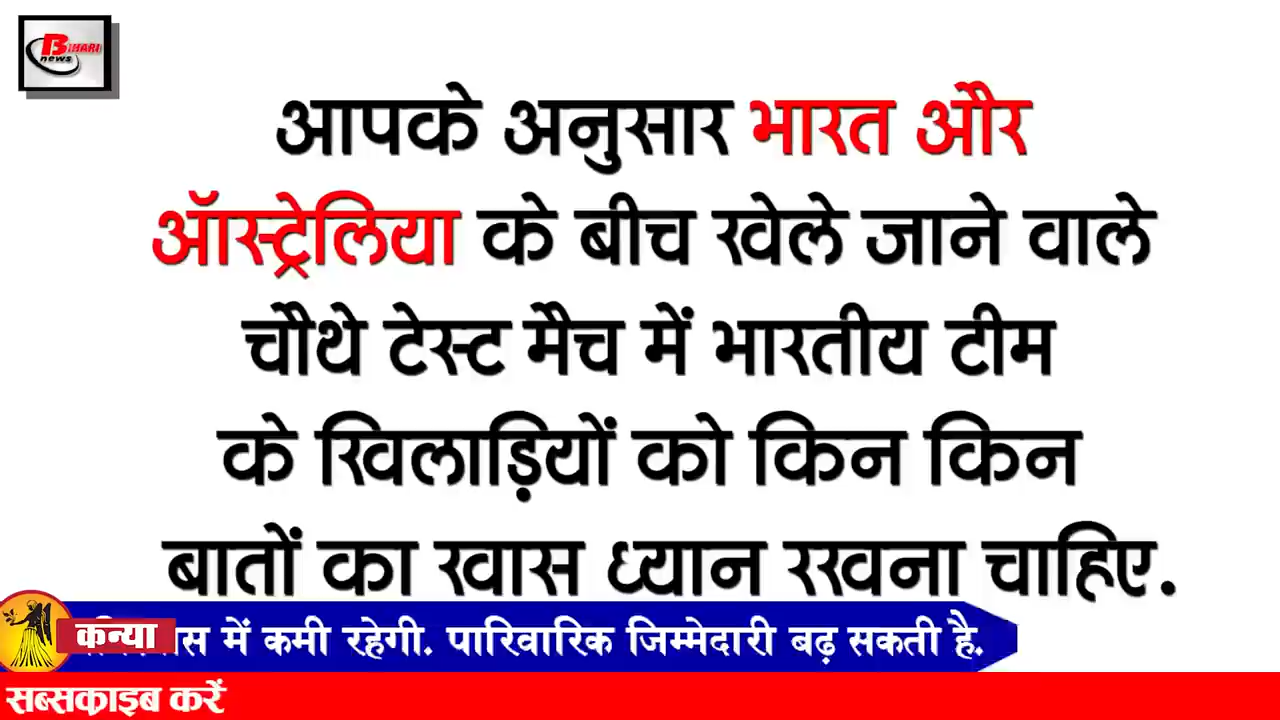 BIHARI
news
आपके अनुसार भारत और
ऑस्ट्रेलिया के बीच खेले जाने वाले
चौथे टेस्ट मैच में भारतीय टीम
के खिलाड़ियों को किन किन
बातों का खास ध्यान रखना चाहिए.
कन्या
में कमी रहेगी. पारिवारिक जिम्मेदारी बढ़ सकती है.
सब्सक्राइब करें